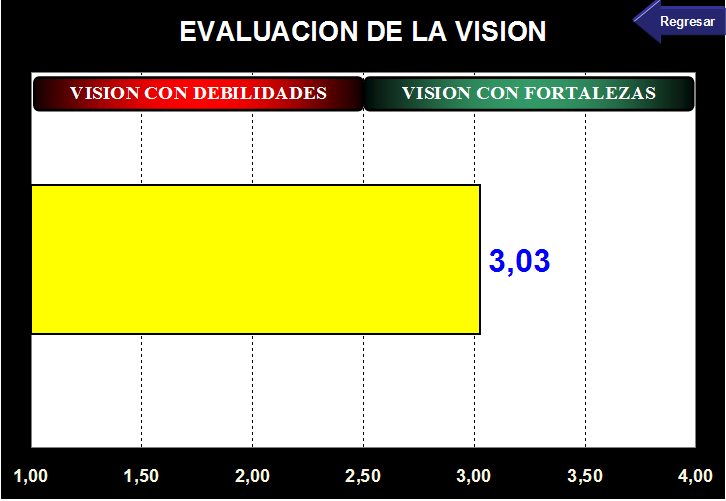 EVALUACION DE LA VISION
Regresar
VISION CON DEBILIDADES
VISION CON FORTALEZAS
3,03
1,00 1,50 2,00 2,50 3,00 3,50 4,00